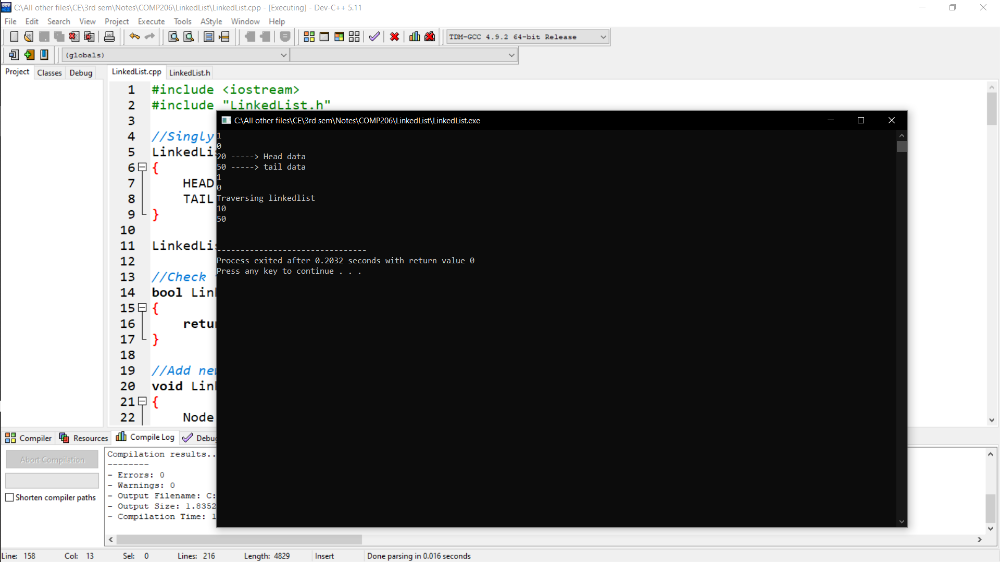 C:\All other files\CE\3rd sem\Notes\COMP206\LinkedList\LinkedList.cpp - [Executing] - Dev-C++ 5.11
File Edit Search View Project Execute Tools AStyle Window Help
TDM-GCC 4.9.2 64-bit Release
(globals)
Project Classes Debug
LinkedList.cpp LinkedList.h
1 #include <iostream>
2 #include "LinkedList.h"
3
4 //Singly
5 LinkedLis
6 {
7 HEAD
8 TAIL
9 }
10
11 LinkedLis
12
13 //Check
14 bool Link
15 {
16 retur
17 }
18
19 //Add new
20 void Link
21 {
22 Node
C:\All other files\CE\3rd sem\Notes\COMP206\LinkedList\LinkedList.exe
1
0
20 -----> Head data
50 -----> tail data
1
0
Traversing linkedlist
10
50
--------------------------------
Process exited after 0.2032 seconds with return value 0
Press any key to continue . . .
Compiler Resources Compile Log Debug
Abort Compilation
Shorten compiler paths
Compilation results..
--------
- Errors: 0
- Warnings: 0
- Output Filename: C:
- Output Size: 1.8352
- Compilation Time: 1
Line: 158 Col: 13 Sel: 0 Lines: 216 Length: 4829 Insert Done parsing in 0.016 seconds